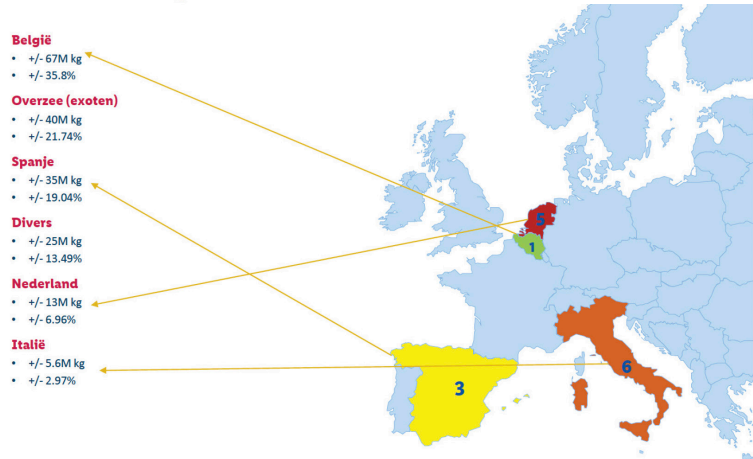 België
• +/- 67M kg
• +/- 35.8%
Overzee (exoten)
• +/- 40M kg
• +/- 21.74%
Spanje
• +/- 35M kg
• +/- 19.04%
Divers
• +/- 25M kg
• +/- 13.49%
Nederland
• +/- 13M kg
• +/- 6.96%
Italië
• +/- 5.6M kg
• +/- 2.97%
5
1
6
3